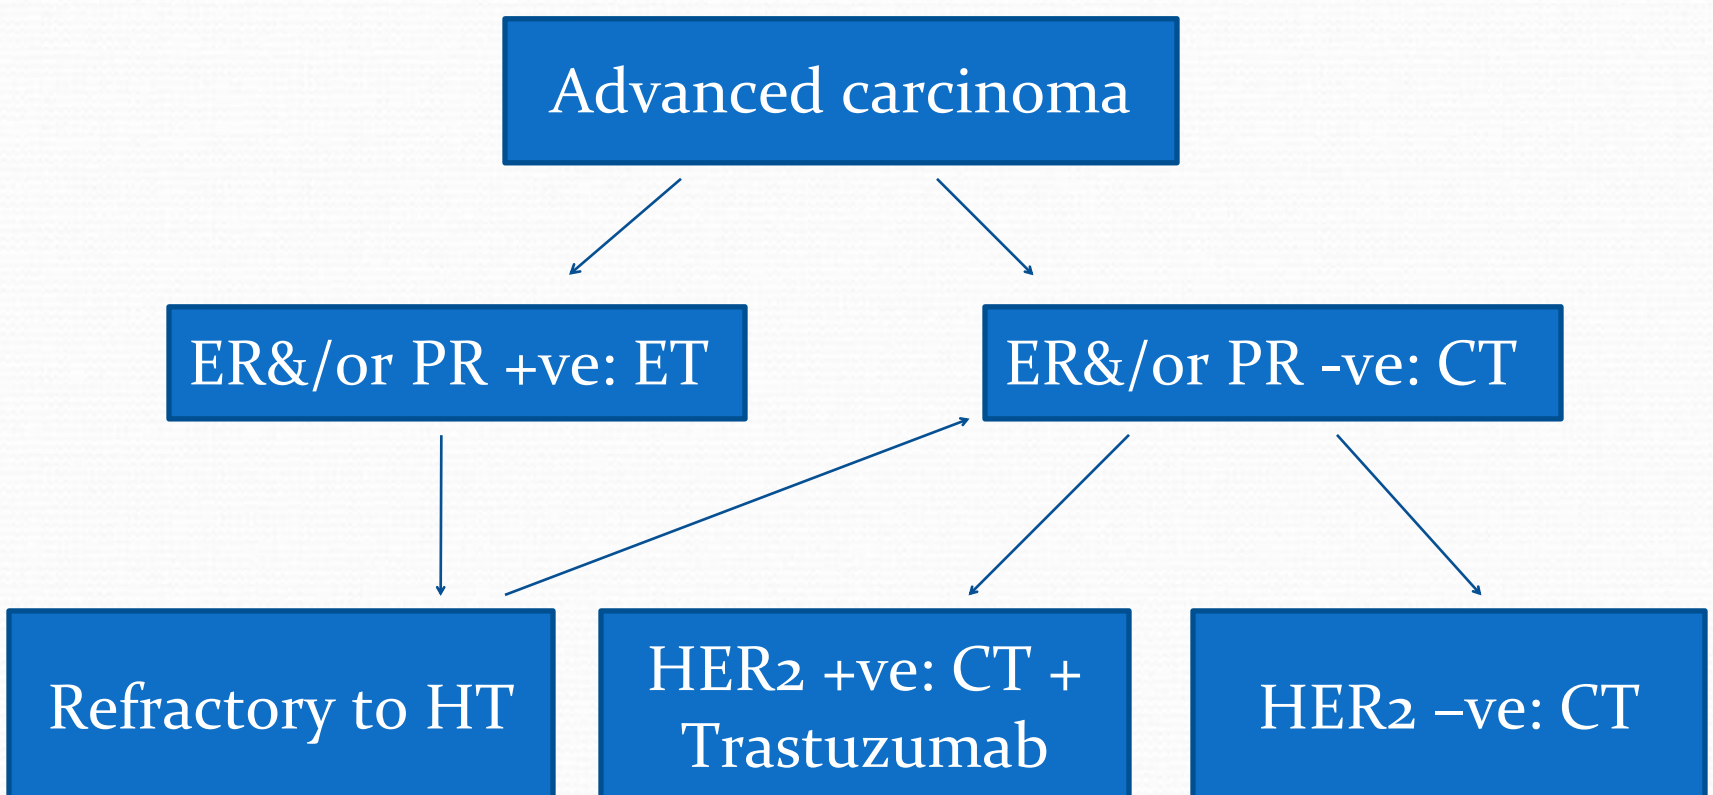 Advanced carcinoma
ER&/or PR +ve: ET
ER&/or PR -ve: CT
Refractory to HT
HER2 +ve: CT +
Trastuzumab
HER2 –ve: CT